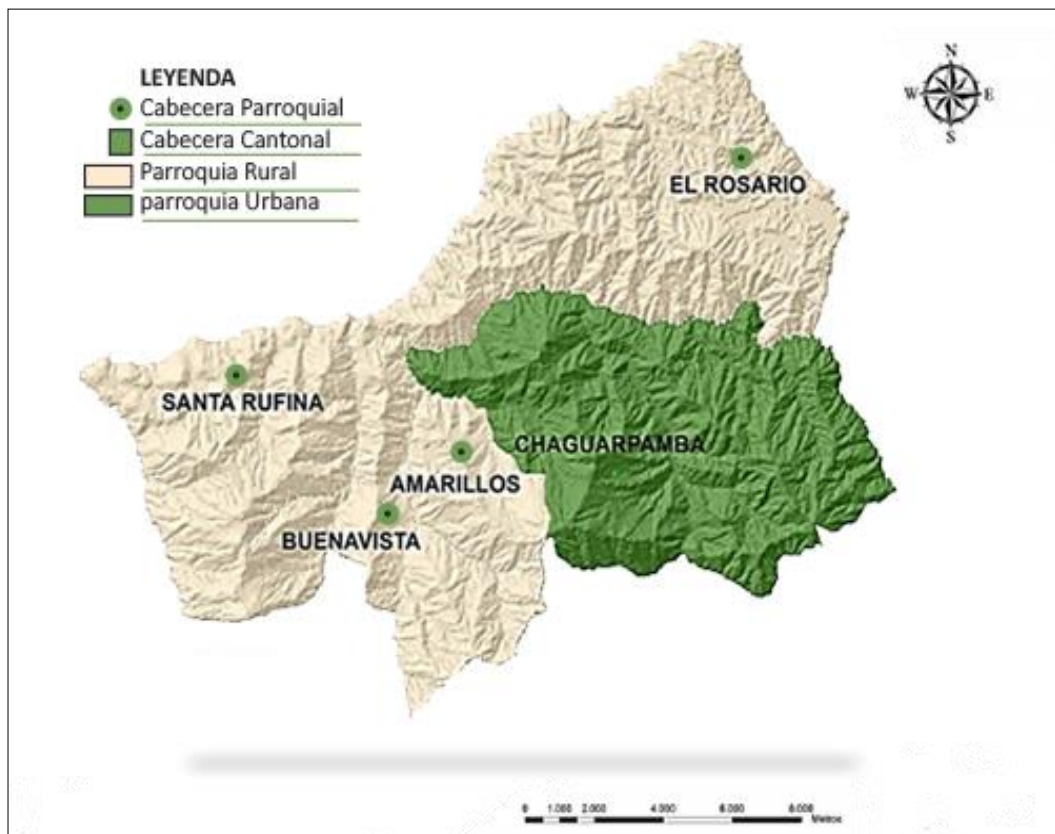 LEYENDA
Cabecera Parroquial
Cabecera Cantonal
Parroquia Rural
parroquia Urbana
N
W E
S
EL ROSARIO
SANTA RUFINA
CHAGUARPAMBA
AMARILLOS
BUENAVISTA
0 1.000 2.000 4.000 6.000 8.000
Metros